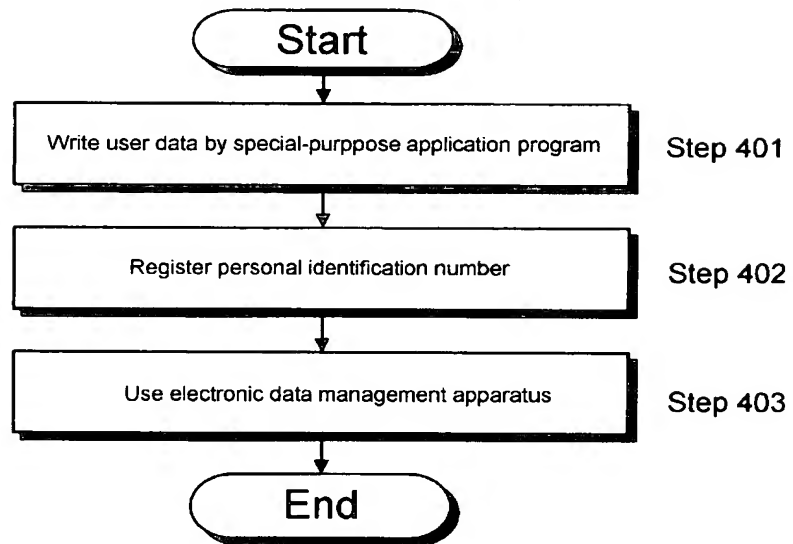 Start
Write user data by special-purppose application program
Step 401
Register personal identification number
Step 402
Use electronic data management apparatus
Step 403
End